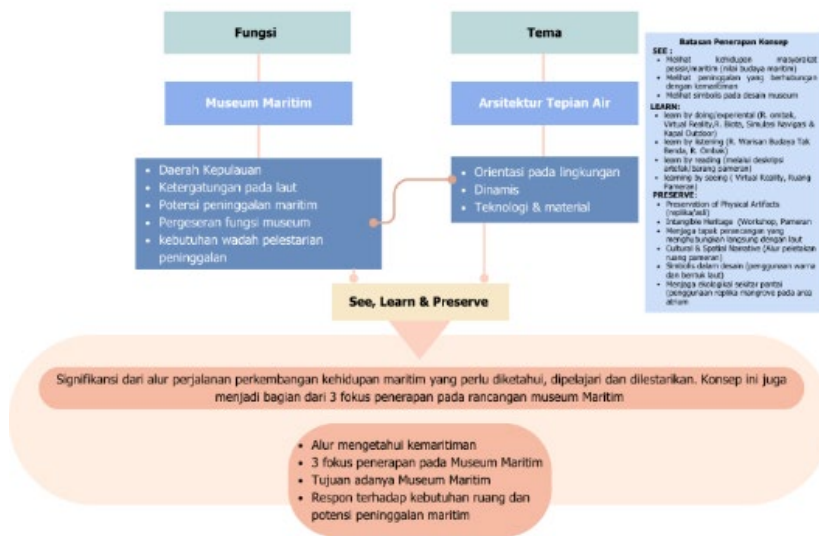 Fungsi
Tema
Museum Maritim
Arsitektur Tepian Air
• Daerah Kepulauan
• Ketergatungan pada laut
• Potensi peninggalan maritim
• Pergeseran fungsi museum
• kebutuhan wadah pelestarian
peninggalan
• Orientasi pada lingkungan
• Dinamis
• Teknologi & material
See, Learn & Preserve
Signifikansi dari alur perjalanan perkembangan kehidupan maritim yang perlu diketahui, dipelajari dan dilestarikan. Konsep ini juga
menjadi bagian dari 3 fokus penerapan pada rancangan museum Maritim
• Alur mengetahui kemaritiman
• 3 fokus penerapan pada Museum Maritim
• Tujuan adanya Museum Maritim
• Respon terhadap kebutuhan ruang dan
potensi peninggalan maritim
Batasan Penerapan Konsep
SEE :
• Melihat kehidupan masyarakat
pesisir/maritim (nilai budaya maritim)
• Melihat peninggalan yang berhubungan
dengan kemaritiman
• Melihat simbolis pada desain museum
LEARN:
• learn by doing/experiental (R. ombak,
Virtual Reality,R. Biota, Simulasi Navigasi &
Kapal Outdoor)
• learn by listening (R. Warisan Budaya Tak
Benda, R. Ombak)
• learn by reading (melalui deskripsi
artefak/barang pameran)
• learning by seeing ( Virtual Reality, Ruang
Pameran)
PRESERVE:
• Preservation of Physical Artifacts
(replika/asli)
• Intangible Heritage (Workshop, Pameran
• Menjaga tapak perancangan yang
menghubungkan langsung dengan laut
• Cultural & Spatial Narrative (Alur peletakan
ruang pameran)
• Simbolis dalam desain (penggunaan warna
dan bentuk laut)
• Menjaga ekologikal sekitar pantai
(penggunaan replika mangrove pada area
atrium